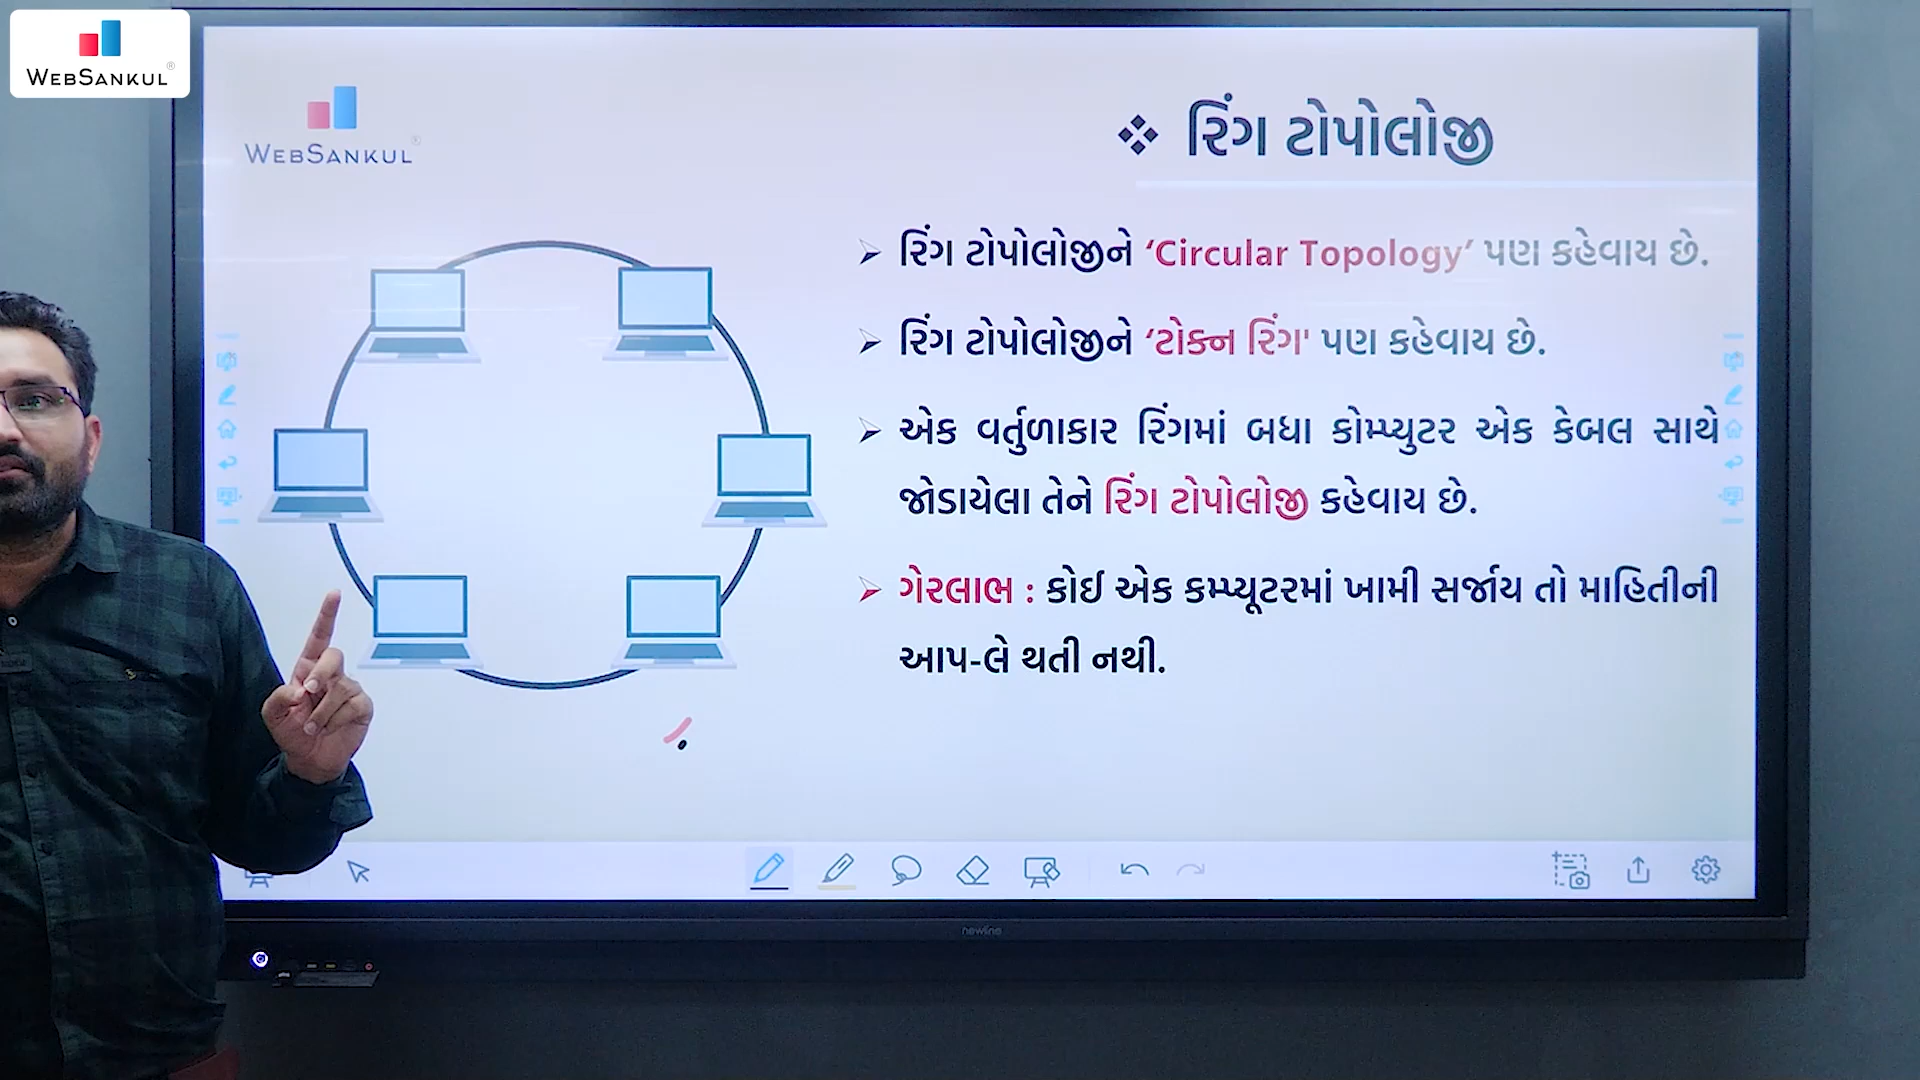 WEBSANKUL®
WEBSANKUL®
❖ રિંગ ટોપોલોજી
➢ રિંગ ટોપોલોજીને ‘Circular Topology’ પણ કહેવાય છે.
➢ રિંગ ટોપોલોજીને ‘ટોક્ન રિંગ' પણ કહેવાય છે.
➢ એક વર્તુળાકાર રિંગમાં બધા કોમ્પ્યુટર એક કેબલ સાથે
જોડાયેલા તેને રિંગ ટોપોલોજી કહેવાય છે.
➢ ગેરલાભ : કોઈ એક કમ્પ્યૂટરમાં ખામી સર્જાય તો માહિતીની
આપ-લે થતી નથી.
newline